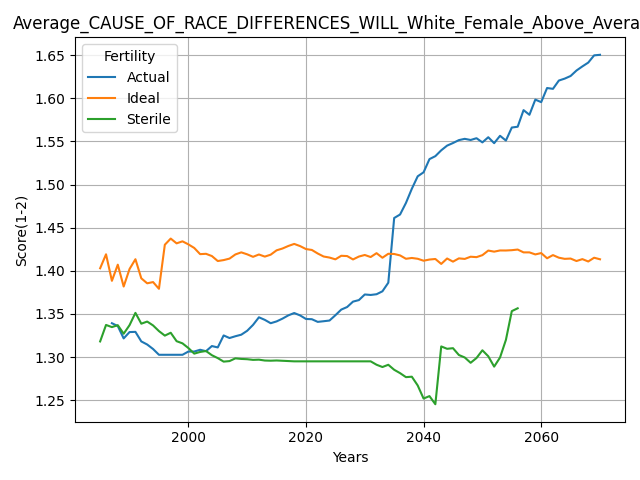 Average_CAUSE_OF_RACE_DIFFERENCES_WILL_White_Female_Above_Avera
Fertility
Actual
Ideal
Sterile
Score(1-2)
1.65
1.60
1.55
1.50
1.45
1.40
1.35
1.30
1.25
2000 2020 2040 2060
Years